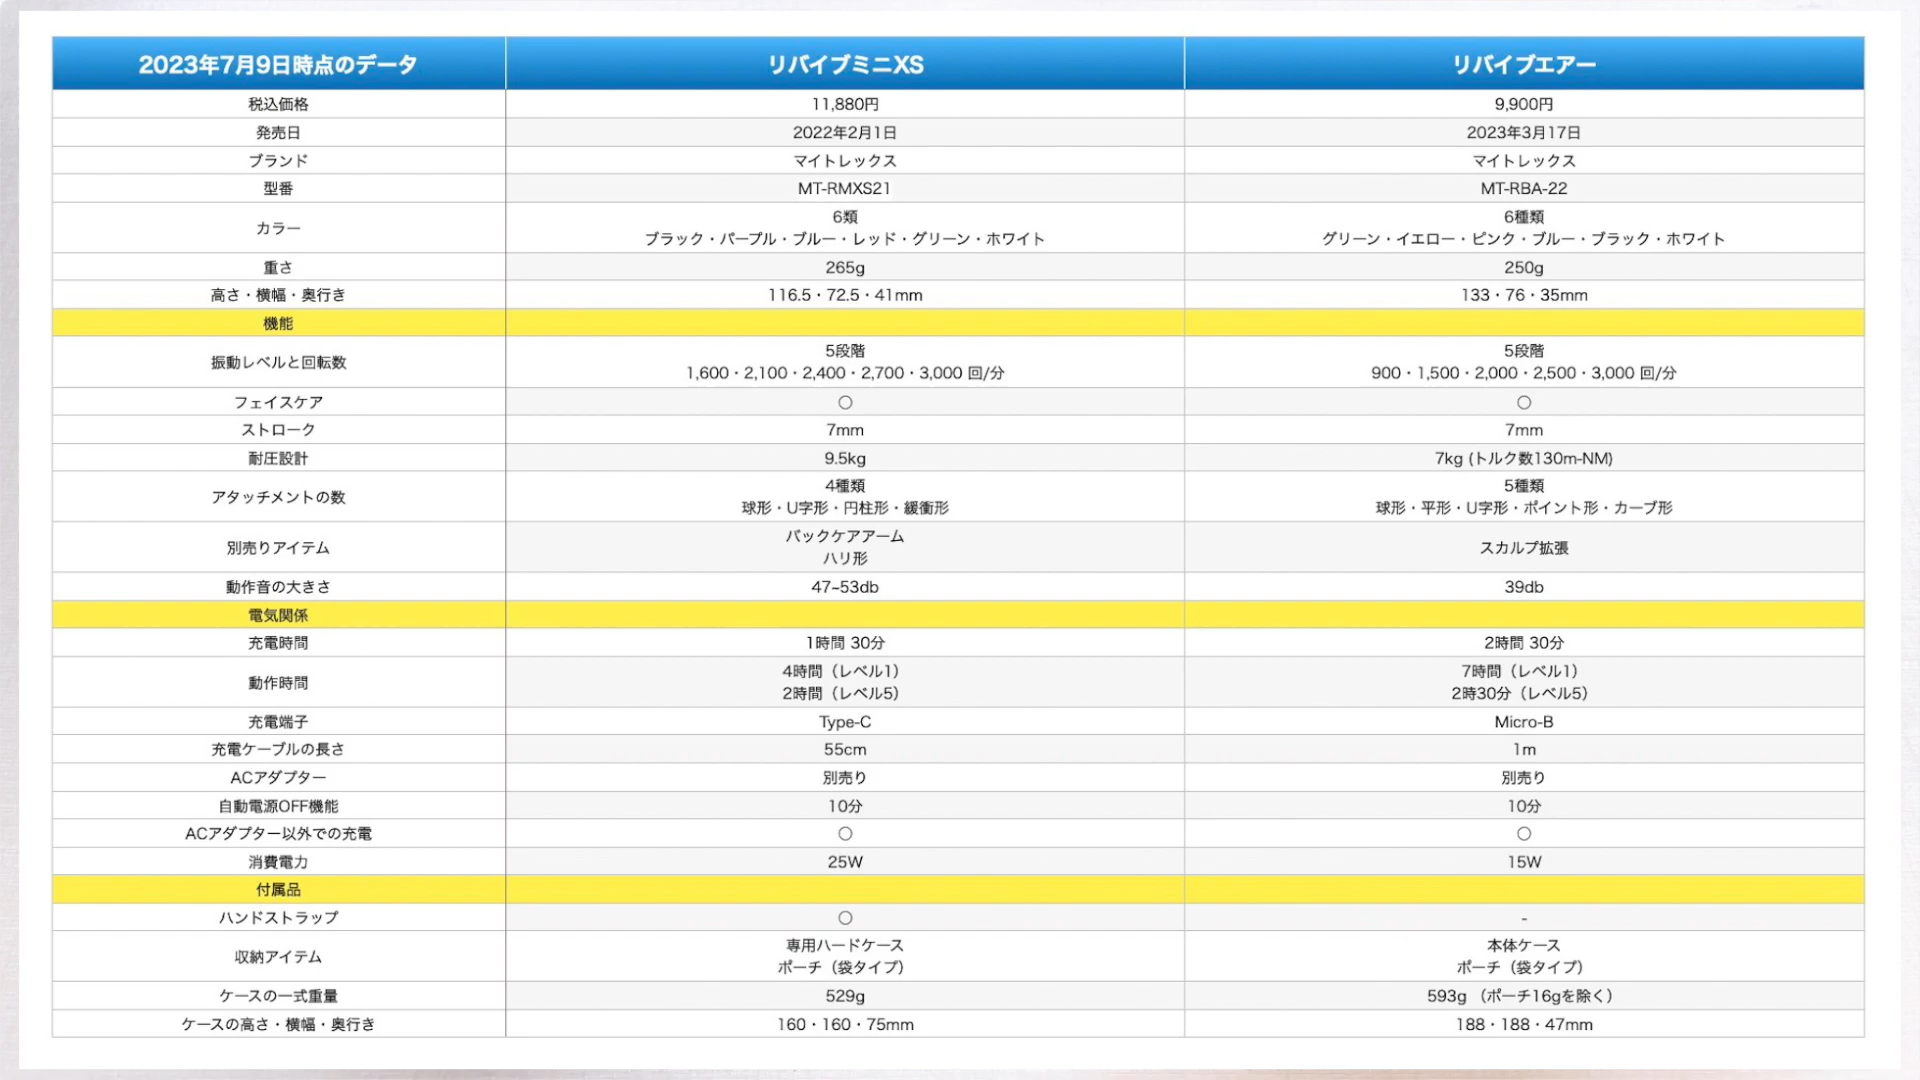 2023年7月9日時点のデータ リバイブミニXS リバイブエアー
税込価格 11,880円 9,900円
発売日 2022年2月1日 2023年3月17日
ブランド マイトレックス マイトレックス
型番 MT-RMXS21 MT-RBA-22
カラー 6類 6種類
ブラック・パープル・ブルー・レッド・グリーン・ホワイト グリーン・イエロー・ピンク・ブルー・ブラック・ホワイト
重さ 265g 250g
高さ・横幅・奥行き 116.5・72.5・41mm 133・76・35mm
機能
振動レベルと回転数 5段階 5段階
1,600・2,100・2,400・2,700・3,000 回/分 900・1,500・2,000・2,500・3,000 回/分
フェイスケア ○ ○
ストローク 7mm 7mm
耐圧設計 9.5kg 7kg (トルク数130m-NM)
アタッチメントの数 4種類 5種類
球形・U字形・円柱形・緩衝形 球形・平形・U字形・ポイント形・カーブ形
別売りアイテム バックケアアーム スカルプ拡張
ハリ形
動作音の大きさ 47~53db 39db
電気関係
充電時間 1時間 30分 2時間 30分
動作時間 4時間（レベル1） 7時間（レベル1）
2時間（レベル5） 2時30分（レベル5）
充電端子 Type-C Micro-B
充電ケーブルの長さ 55cm 1m
ACアダプター 別売り 別売り
自動電源OFF機能 10分 10分
ACアダプター以外での充電 ○ ○
消費電力 25W 15W
付属品
ハンドストラップ ○ -
収納アイテム 専用ハードケース 本体ケース
ポーチ（袋タイプ） ポーチ（袋タイプ）
ケースの一式重量 529g 593g （ポーチ16gを除く）
ケースの高さ・横幅・奥行き 160・160・75mm 188・188・47mm